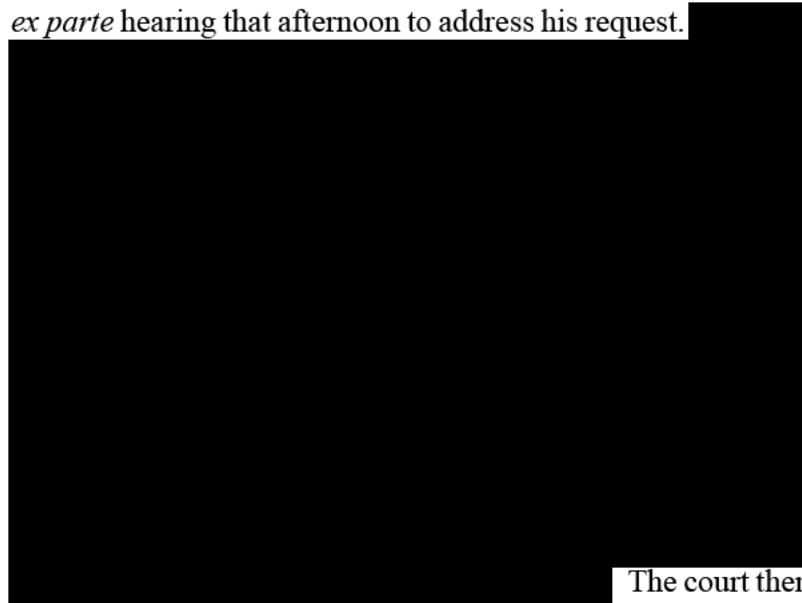 ex parte hearing that afternoon to address his request.
The court